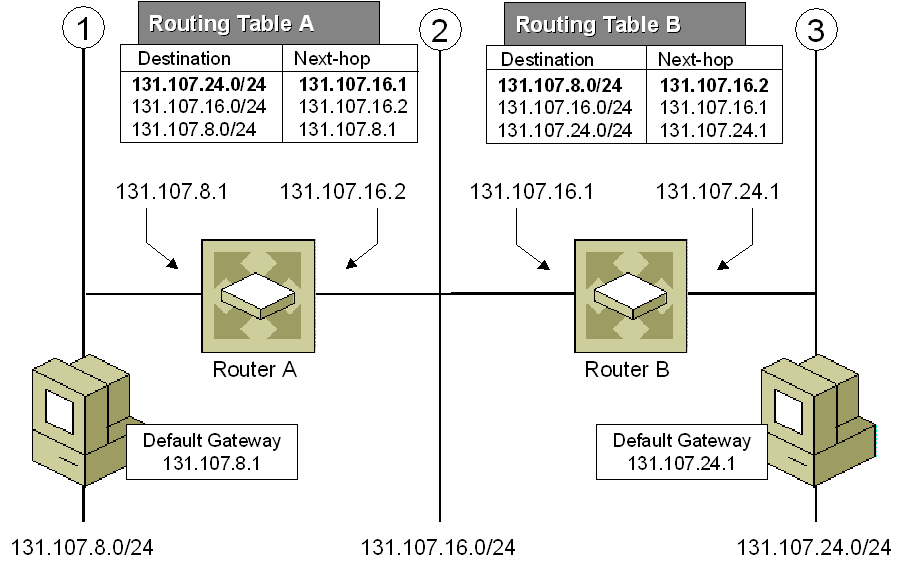 1
Routing Table A
Destination Next-hop
131.107.24.0/24 131.107.16.1
131.107.16.0/24 131.107.16.2
131.107.8.0/24 131.107.8.1
2
Routing Table B
Destination Next-hop
131.107.8.0/24 131.107.16.2
131.107.16.0/24 131.107.16.1
131.107.24.0/24 131.107.24.1
3
131.107.8.1
131.107.16.2
131.107.16.1
131.107.24.1
Router A
Router B
Default Gateway
131.107.8.1
Default Gateway
131.107.24.1
131.107.8.0/24
131.107.16.0/24
131.107.24.0/24